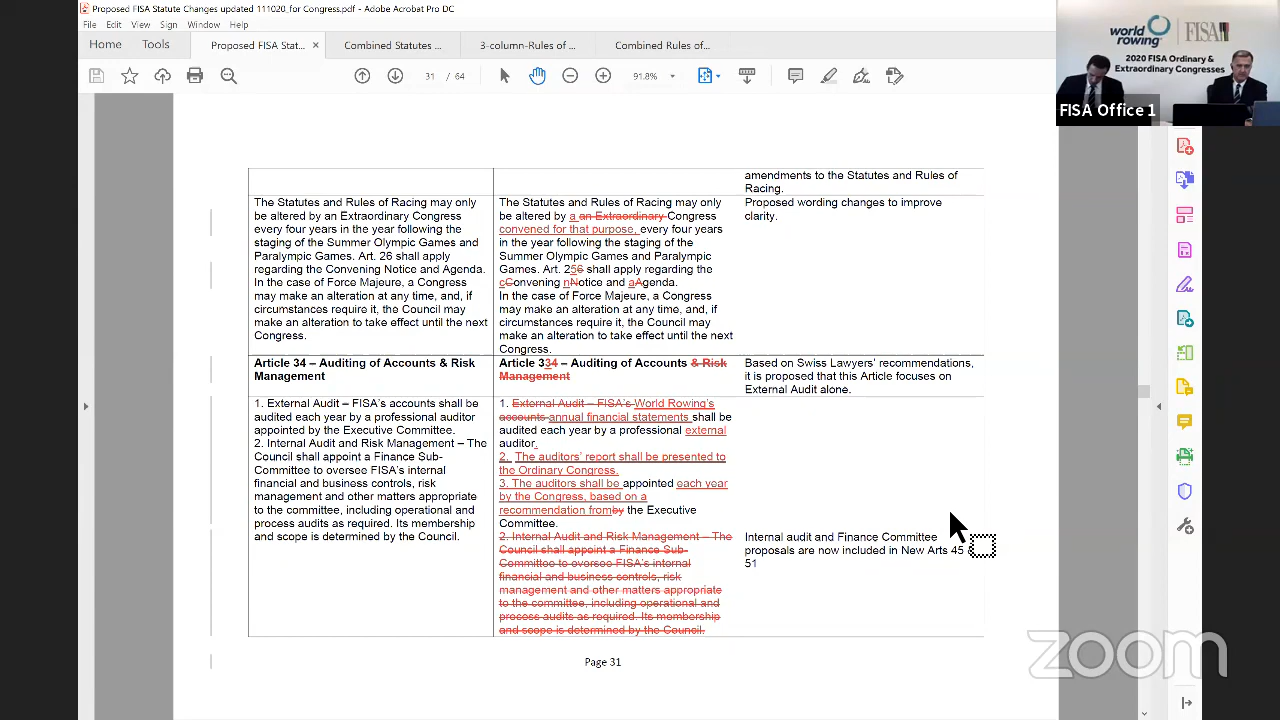 Proposed FISA Statute Changes updated 111020_for Congress.pdf - Adobe Acrobat Pro DC
File Edit View Sign Window Help
Home Tools Proposed FISA Stat... × Combined Statutes ... 3-column-Rules of ... Combined Rules of...
31 / 64 91.8%
world rowing FISA
2020 FISA Ordinary &
Extraordinary Congresses
FISA Office 1
amendments to the Statutes and Rules of
Racing.
The Statutes and Rules of Racing may only
be altered by an Extraordinary Congress
every four years in the year following the
staging of the Summer Olympic Games and
Paralympic Games. Art. 26 shall apply
regarding the Convening Notice and Agenda.
In the case of Force Majeure, a Congress
may make an alteration at any time, and, if
circumstances require it, the Council may
make an alteration to take effect until the next
Congress.
The Statutes and Rules of Racing may only
be altered by a an Extraordinary Congress
convened for that purpose, every four years
in the year following the staging of the
Summer Olympic Games and Paralympic
Games. Art. 256 shall apply regarding the
cConvening nNotice and aAgenda.
In the case of Force Majeure, a Congress
may make an alteration at any time, and, if
circumstances require it, the Council may
make an alteration to take effect until the next
Congress.
Proposed wording changes to improve
clarity.
Article 34 – Auditing of Accounts & Risk
Management
Article 334 – Auditing of Accounts & Risk
Management
Based on Swiss Lawyers' recommendations,
it is proposed that this Article focuses on
External Audit alone.
1. External Audit – FISA's accounts shall be
audited each year by a professional auditor
appointed by the Executive Committee.
2. Internal Audit and Risk Management – The
Council shall appoint a Finance Sub-
Committee to oversee FISA's internal
financial and business controls, risk
management and other matters appropriate
to the committee, including operational and
process audits as required. Its membership
and scope is determined by the Council.
1. External Audit – FISA's World Rowing's
accounts annual financial statements shall be
audited each year by a professional external
auditor.
2. The auditors' report shall be presented to
the Ordinary Congress.
3. The auditors shall be appointed each year
by the Congress, based on a
recommendation fromby the Executive
Committee.
2. Internal Audit and Risk Management – The
Council shall appoint a Finance Sub-
Committee to oversee FISA's internal
financial and business controls, risk
management and other matters appropriate
to the committee, including operational and
process audits as required. Its membership
and scope is determined by the Council.
Internal audit and Finance Committee
proposals are now included in New Arts 45
51
Page 31
zoom